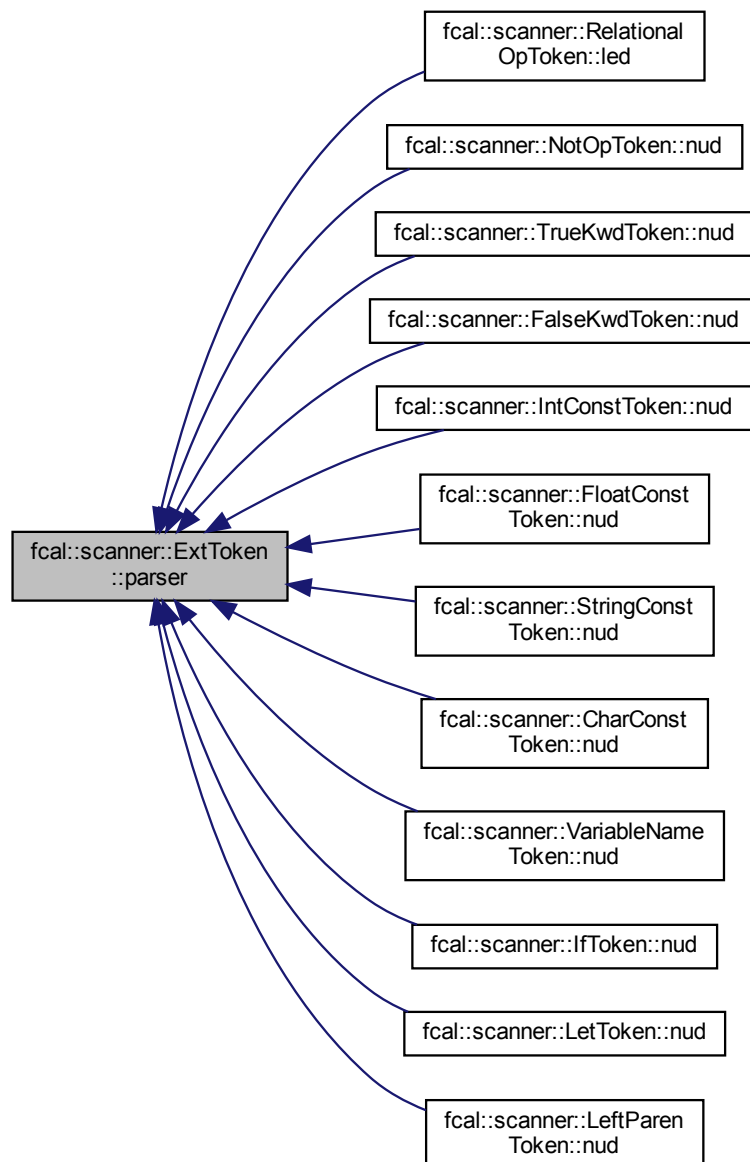 fcal::scanner::Relational
OpToken::led
fcal::scanner::NotOpToken::nud
fcal::scanner::TrueKwdToken::nud
fcal::scanner::FalseKwdToken::nud
fcal::scanner::IntConstToken::nud
fcal::scanner::FloatConst
Token::nud
fcal::scanner::ExtToken
::parser
fcal::scanner::StringConst
Token::nud
fcal::scanner::CharConst
Token::nud
fcal::scanner::VariableName
Token::nud
fcal::scanner::IfToken::nud
fcal::scanner::LetToken::nud
fcal::scanner::LeftParen
Token::nud